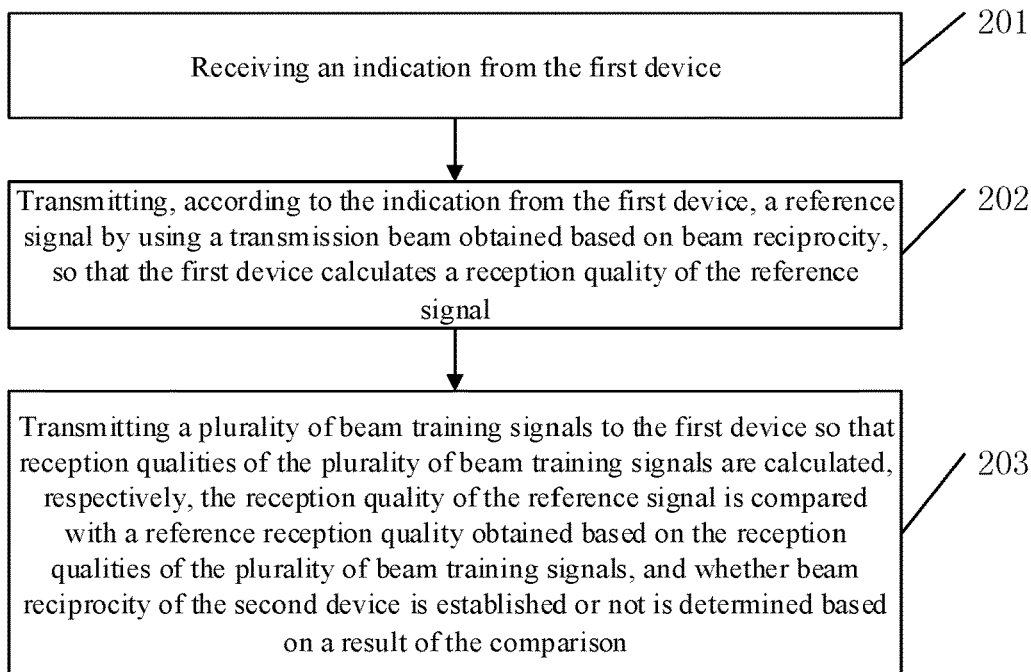 201
Receiving an indication from the first device
202
Transmitting, according to the indication from the first device, a reference
signal by using a transmission beam obtained based on beam reciprocity,
so that the first device calculates a reception quality of the reference
signal
203
Transmitting a plurality of beam training signals to the first device so that
reception qualities of the plurality of beam training signals are calculated,
respectively, the reception quality of the reference signal is compared
with a reference reception quality obtained based on the reception
qualities of the plurality of beam training signals, and whether beam
reciprocity of the second device is established or not is determined based
on a result of the comparison